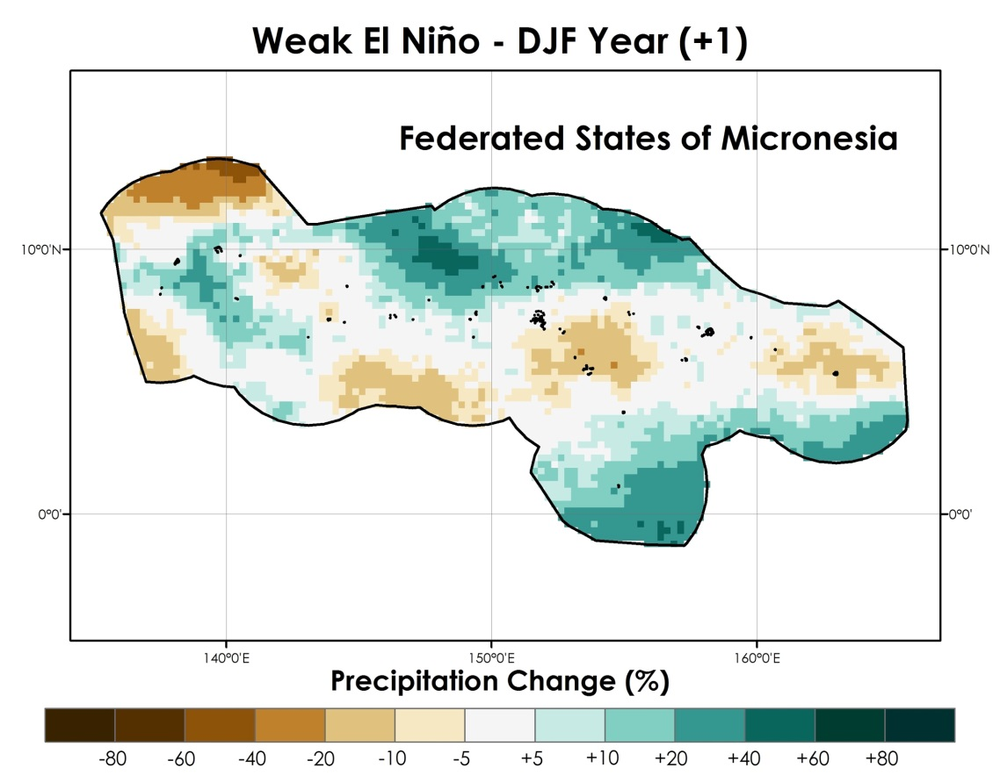 Weak El Niño - DJF Year (+1)
Federated States of Micronesia
10°0'N
10°0'N
0°0'
0°0'
140°0'E
150°0'E
160°0'E
Precipitation Change (%)
-80 -60 -40 -20 -10 -5 +5 +10 +20 +40 +60 +80